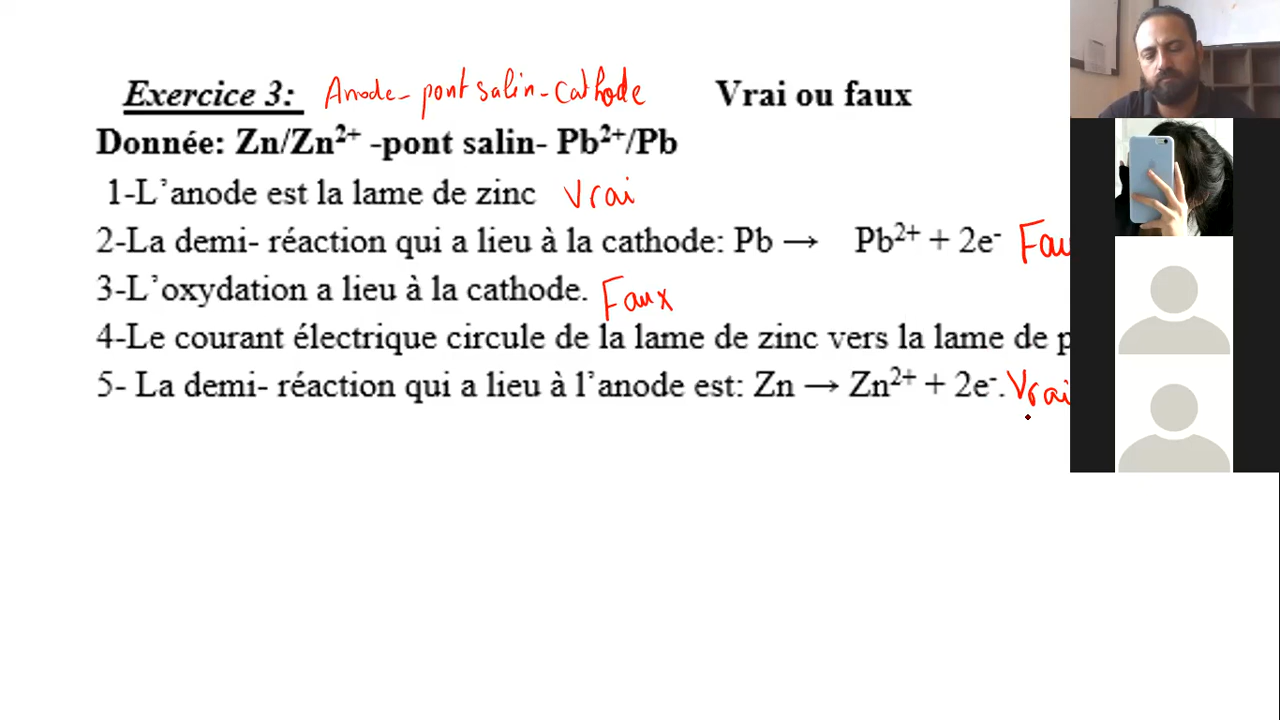 Exercice 3: Anode - pont salin - cathode Vrai ou faux
Donnée: Zn/Zn²⁺ -pont salin- Pb²⁺/Pb
1-L'anode est la lame de zinc Vrai
2-La demi- réaction qui a lieu à la cathode: Pb → Pb²⁺ + 2e⁻ Fau
3-L'oxydation a lieu à la cathode. Faux
4-Le courant électrique circule de la lame de zinc vers la lame de p
5- La demi- réaction qui a lieu à l'anode est: Zn → Zn²⁺ + 2e⁻. Vrai